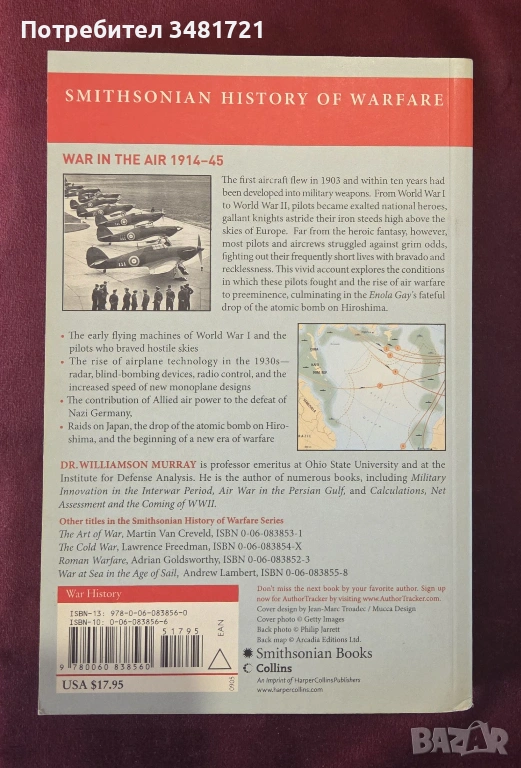 Потребител 3481721
SMITHSONIAN HISTORY OF WARFARE
WAR IN THE AIR 1914–45
The first aircraft flew in 1903 and within ten years had
been developed into military weapons. From World War I
to World War II, pilots became exalted national heroes,
gallant knights astride their iron steeds high above the
skies of Europe. Far from the heroic fantasy, however,
most pilots and aircrews struggled against grim odds,
fighting out their frequently short lives with bravado and
recklessness. This vivid account explores the conditions
in which these pilots fought and the rise of air warfare
to preeminence, culminating in the Enola Gay's fateful
drop of the atomic bomb on Hiroshima.
• The early flying machines of World War I and the
pilots who braved hostile skies
• The rise of airplane technology in the 1930s—
radar, blind-bombing devices, radio control, and the
increased speed of new monoplane designs
• The contribution of Allied air power to the defeat of
Nazi Germany,
• Raids on Japan, the drop of the atomic bomb on Hiro-
shima, and the beginning of a new era of warfare
DR. WILLIAMSON MURRAY is professor emeritus at Ohio State University and at the
Institute for Defense Analysis. He is the author of numerous books, including Military
Innovation in the Interwar Period, Air War in the Persian Gulf, and Calculations, Net
Assessment and the Coming of WWII.
Other titles in the Smithsonian History of Warfare Series
The Art of War, Martin Van Creveld, ISBN 0-06-083853-1
The Cold War, Lawrence Freedman, ISBN 0-06-083854-X
Roman Warfare, Adrian Goldsworthy, ISBN 0-06-083852-3
War at Sea in the Age of Sail, Andrew Lambert, ISBN 0-06-083855-8
War History
ISBN-13: 978-0-06-083856-0
ISBN-10: 0-06-083856-6
51795
EAN
9 780060 838560
0905
USA $17.95
Don't miss the next book by your favorite author. Sign up
now for AuthorTracker by visiting www.AuthorTracker.com.
Cover design by Jean-Marc Troadec / Mucca Design
Cover photo © Getty Images
Back photo © Philip Jarrett
Back map © Arcadia Editions Ltd.
Smithsonian Books
Collins
An Imprint of HarperCollinsPublishers
www.harpercollins.com
BAZAR